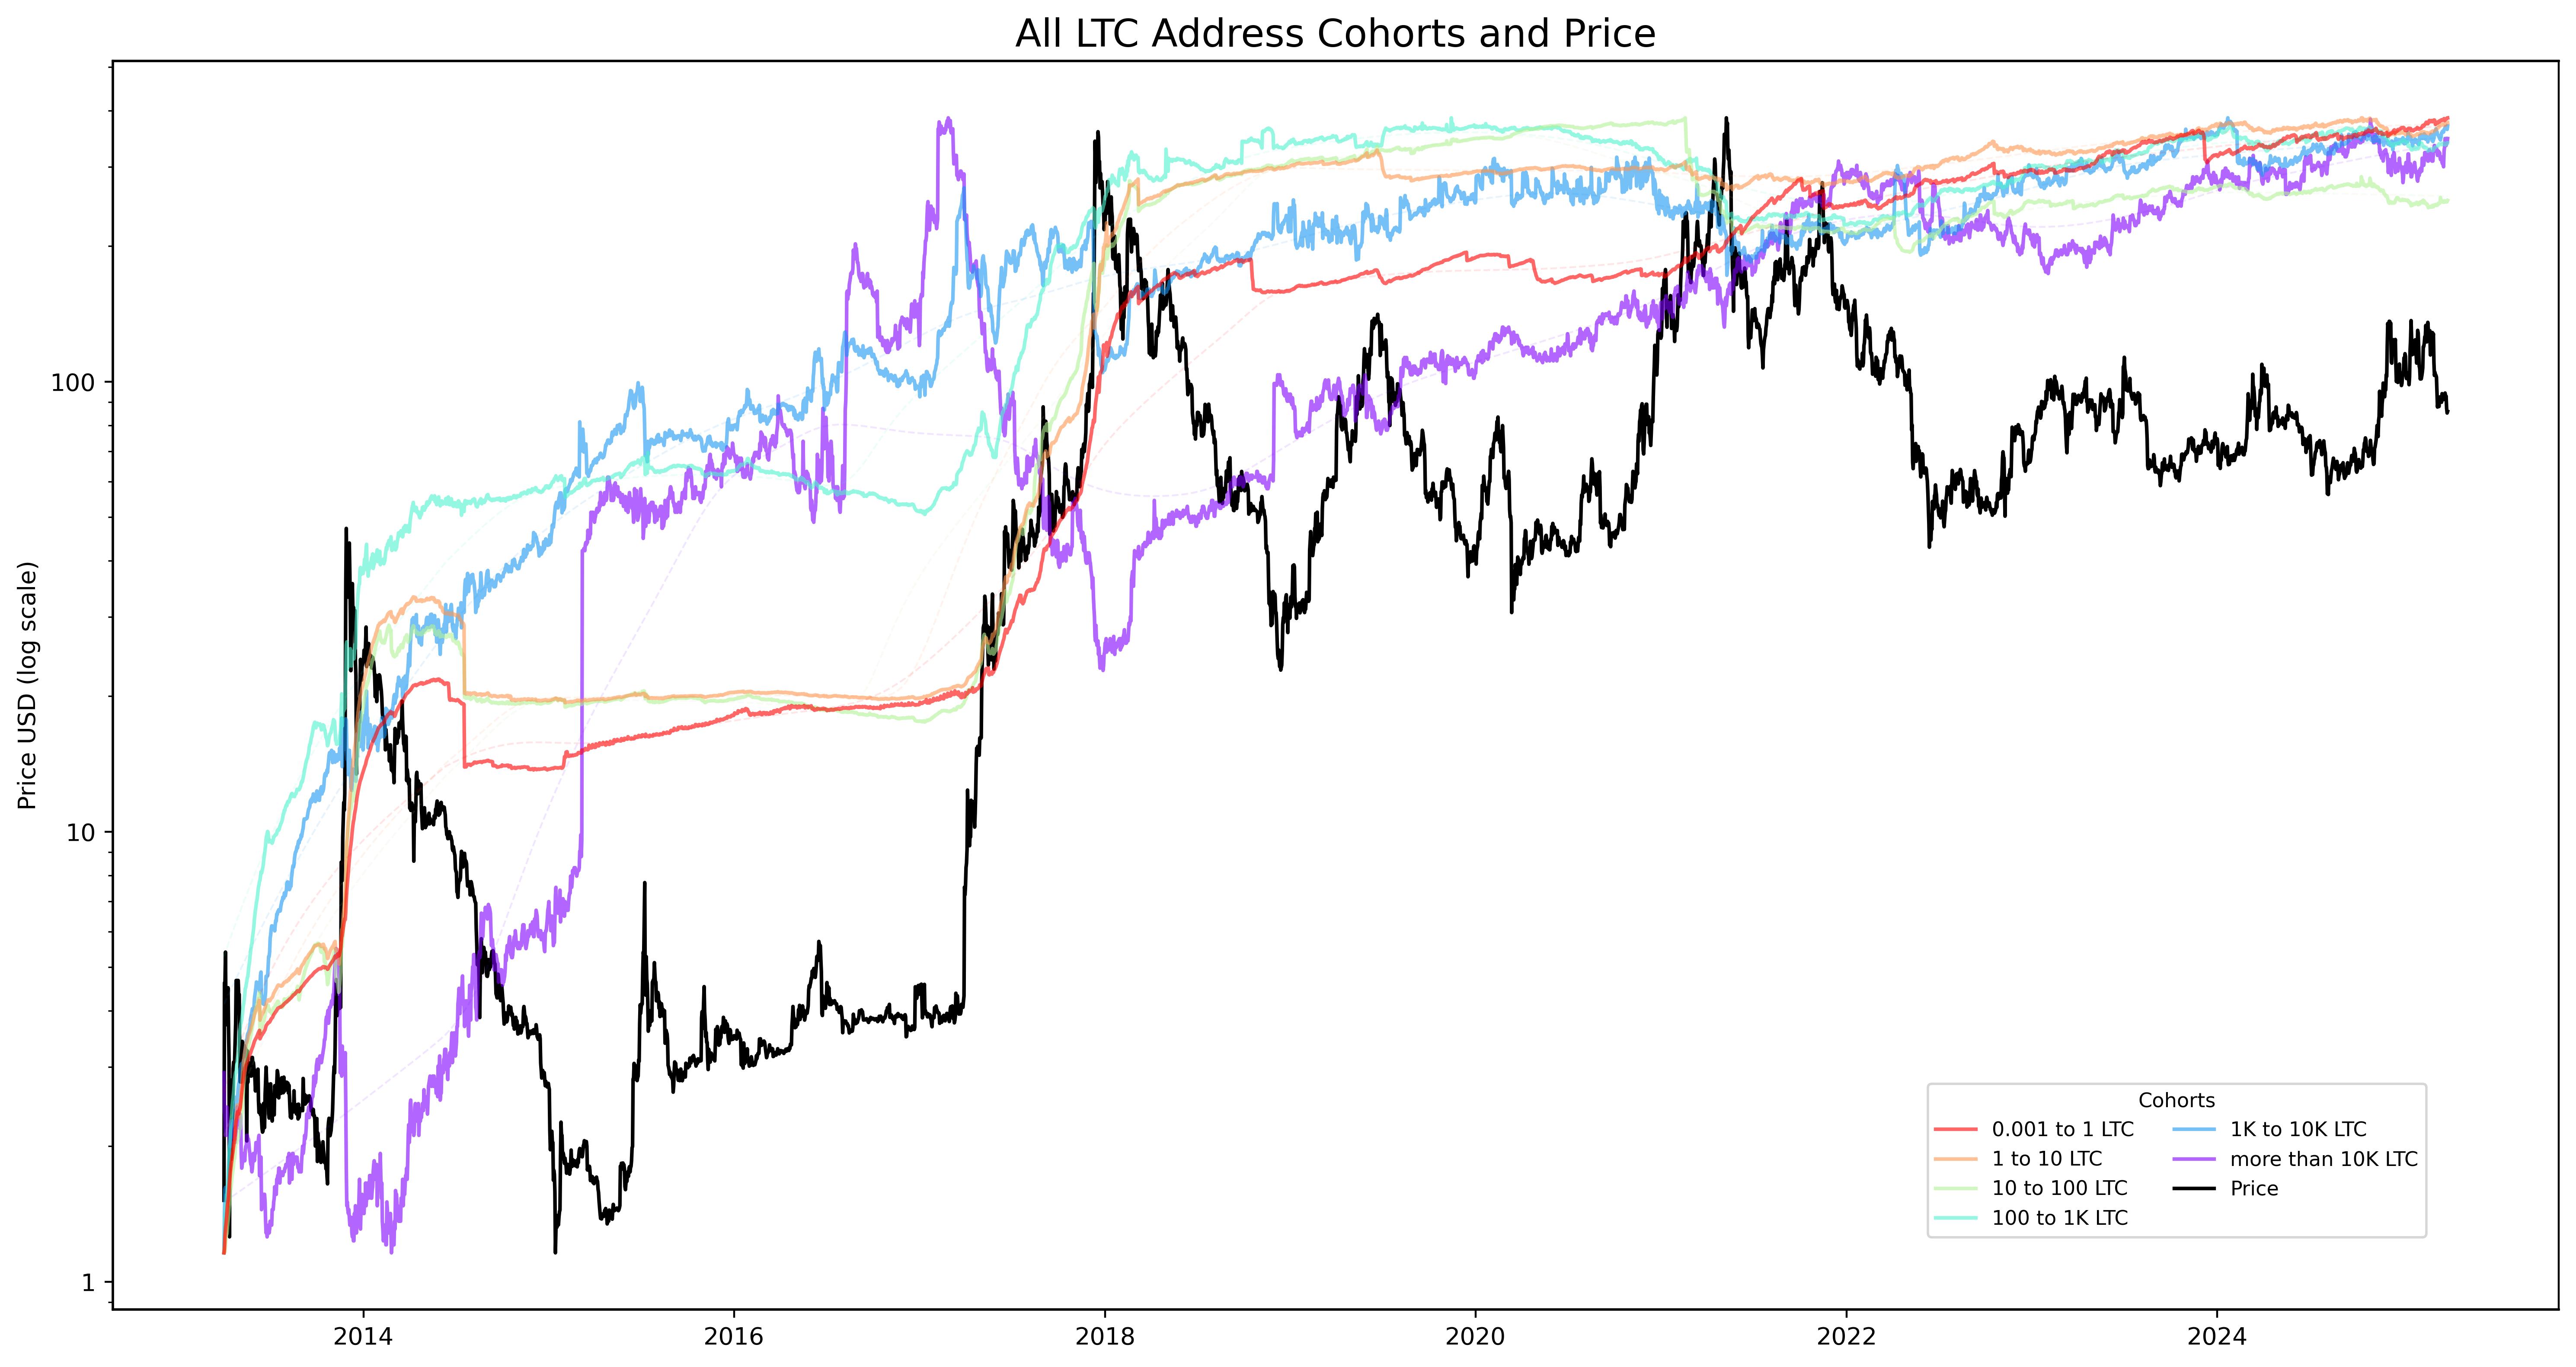 All LTC Address Cohorts and Price
Price USD (log scale)
100
10
1
2014
2016
2018
2020
2022
2024
Cohorts
0.001 to 1 LTC
1 to 10 LTC
10 to 100 LTC
100 to 1K LTC
1K to 10K LTC
more than 10K LTC
Price